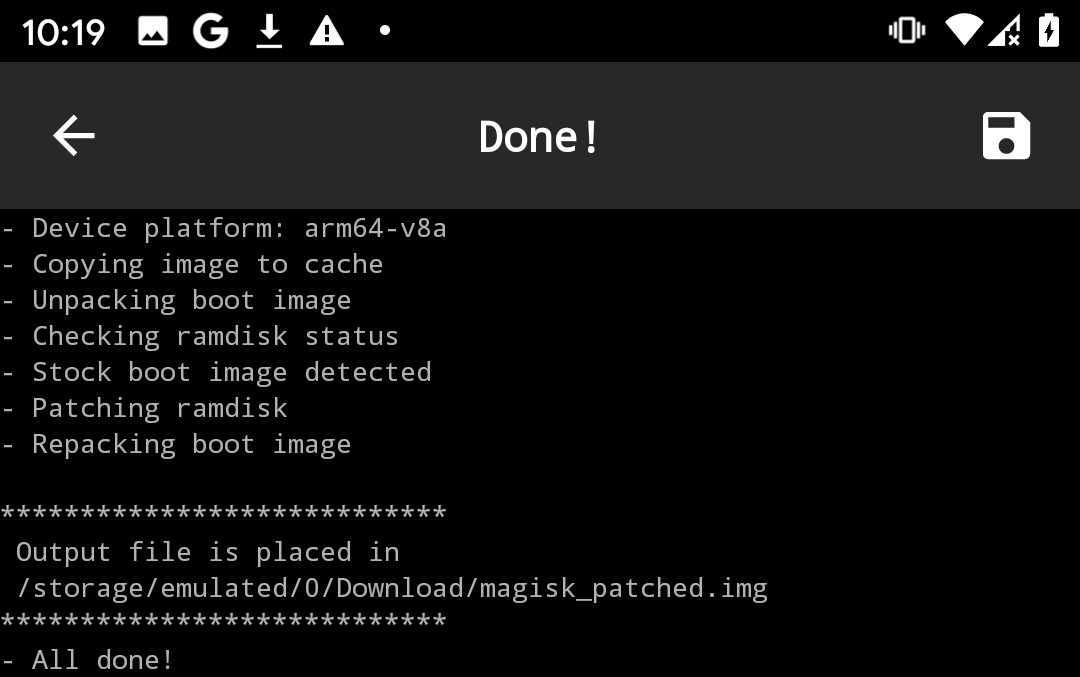 10:19
Done!
- Device platform: arm64-v8a
- Copying image to cache
- Unpacking boot image
- Checking ramdisk status
- Stock boot image detected
- Patching ramdisk
- Repacking boot image
****************************
Output file is placed in
/storage/emulated/0/Download/magisk_patched.img
****************************
- All done!